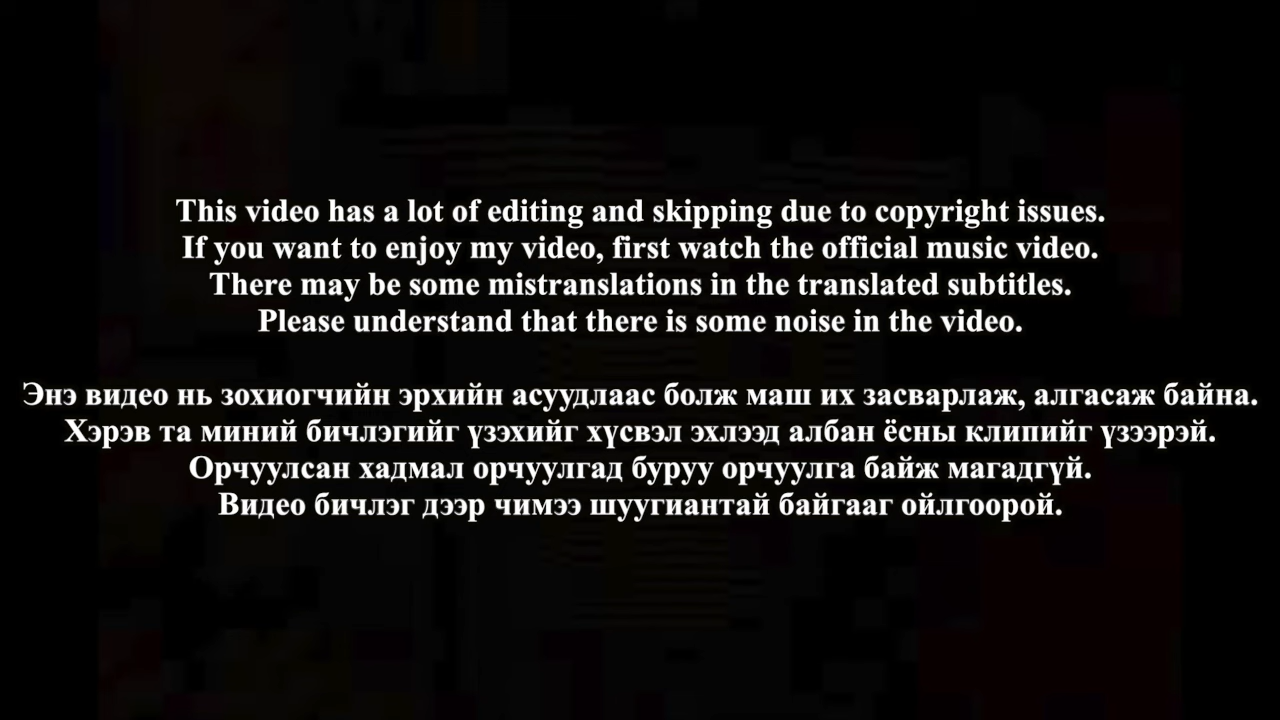 This video has a lot of editing and skipping due to copyright issues.
If you want to enjoy my video, first watch the official music video.
There may be some mistranslations in the translated subtitles.
Please understand that there is some noise in the video.
Энэ видео нь зохиогчийн эрхийн асуудлаас болж маш их засварлаж, алгасаж байна.
Хэрэв та миний бичлэгийг үзэхийг хүсвэл эхлээд албан ёсны клипийг үзээрэй.
Орчуулсан хадмал орчуулгад буруу орчуулга байж магадгүй.
Видео бичлэг дээр чимээ шуугиантай байгааг ойлгоорой.